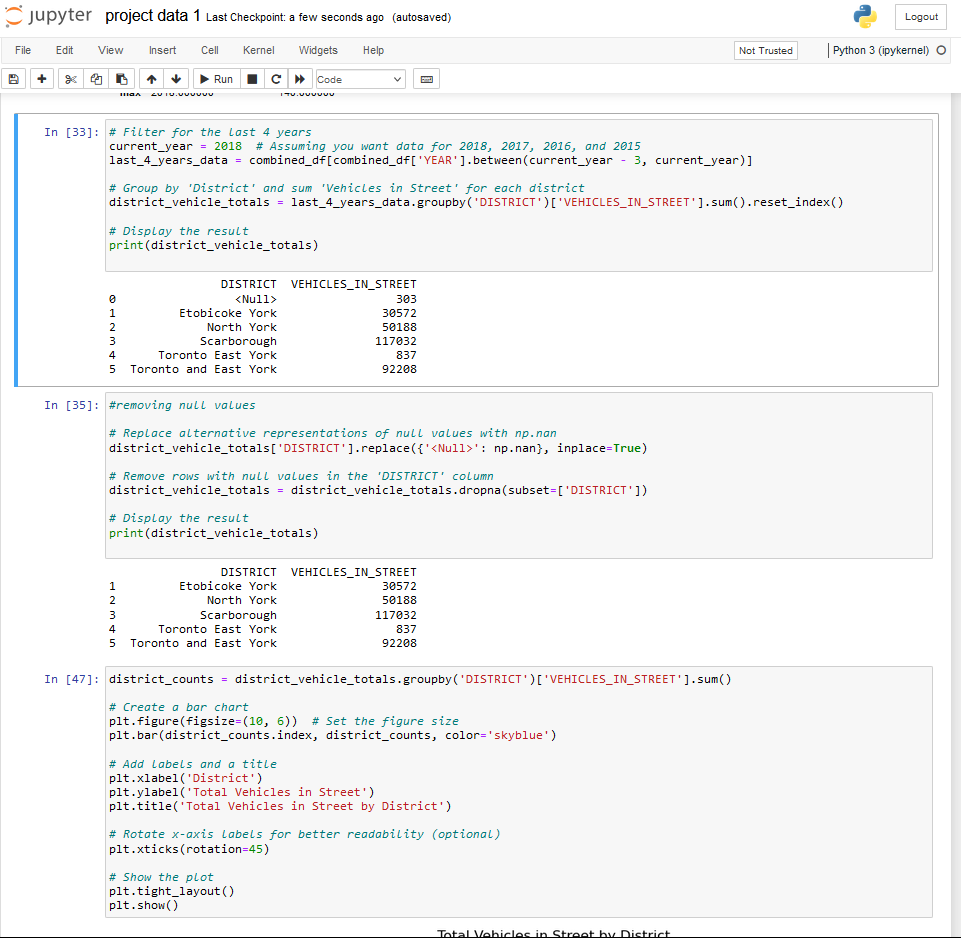 jupyter project data 1 Last Checkpoint: a few seconds ago (autosaved)
Logout
File Edit View Insert Cell Kernel Widgets Help
Not Trusted
Python 3 (ipykernel)
Run
Code
max 2018.000000 140.000000
In [33]:
# Filter for the last 4 years
current_year = 2018  # Assuming you want data for 2018, 2017, 2016, and 2015
last_4_years_data = combined_df[combined_df['YEAR'].between(current_year - 3, current_year)]
# Group by 'District' and sum 'Vehicles in Street' for each district
district_vehicle_totals = last_4_years_data.groupby('DISTRICT')['VEHICLES_IN_STREET'].sum().reset_index()
# Display the result
print(district_vehicle_totals)
DISTRICT VEHICLES_IN_STREET
0 <Null> 303
1 Etobicoke York 30572
2 North York 50188
3 Scarborough 117032
4 Toronto East York 837
5 Toronto and East York 92208
In [35]:
#removing null values
# Replace alternative representations of null values with np.nan
district_vehicle_totals['DISTRICT'].replace({'<Null>': np.nan}, inplace=True)
# Remove rows with null values in the 'DISTRICT' column
district_vehicle_totals = district_vehicle_totals.dropna(subset=['DISTRICT'])
# Display the result
print(district_vehicle_totals)
DISTRICT VEHICLES_IN_STREET
1 Etobicoke York 30572
2 North York 50188
3 Scarborough 117032
4 Toronto East York 837
5 Toronto and East York 92208
In [47]:
district_counts = district_vehicle_totals.groupby('DISTRICT')['VEHICLES_IN_STREET'].sum()
# Create a bar chart
plt.figure(figsize=(10, 6))  # Set the figure size
plt.bar(district_counts.index, district_counts, color='skyblue')
# Add labels and a title
plt.xlabel('District')
plt.ylabel('Total Vehicles in Street')
plt.title('Total Vehicles in Street by District')
# Rotate x-axis labels for better readability (optional)
plt.xticks(rotation=45)
# Show the plot
plt.tight_layout()
plt.show()
Total Vehicles in Street by District